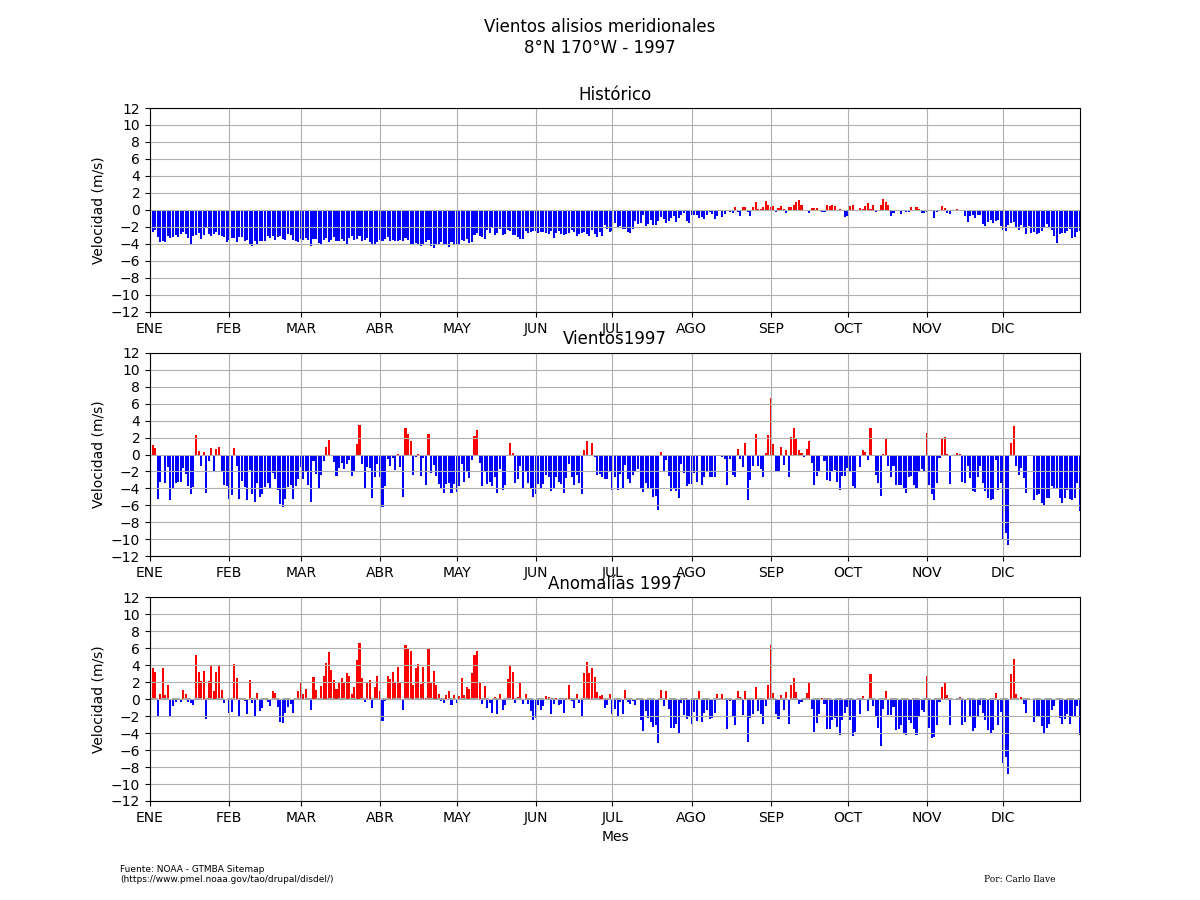 Vientos alisios meridionales
8°N 170°W - 1997
Histórico
12
10
8
6
4
2
0
−2
−4
−6
−8
−10
−12
Velocidad (m/s)
ENE FEB MAR ABR MAY JUN JUL AGO SEP OCT NOV DIC
Vientos1997
12
10
8
6
4
2
0
−2
−4
−6
−8
−10
−12
Velocidad (m/s)
ENE FEB MAR ABR MAY JUN JUL AGO SEP OCT NOV DIC
Anomalías 1997
12
10
8
6
4
2
0
−2
−4
−6
−8
−10
−12
Velocidad (m/s)
ENE FEB MAR ABR MAY JUN JUL AGO SEP OCT NOV DIC
Mes
Fuente: NOAA - GTMBA Sitemap
(https://www.pmel.noaa.gov/tao/drupal/disdel/)
Por: Carlo Ilave